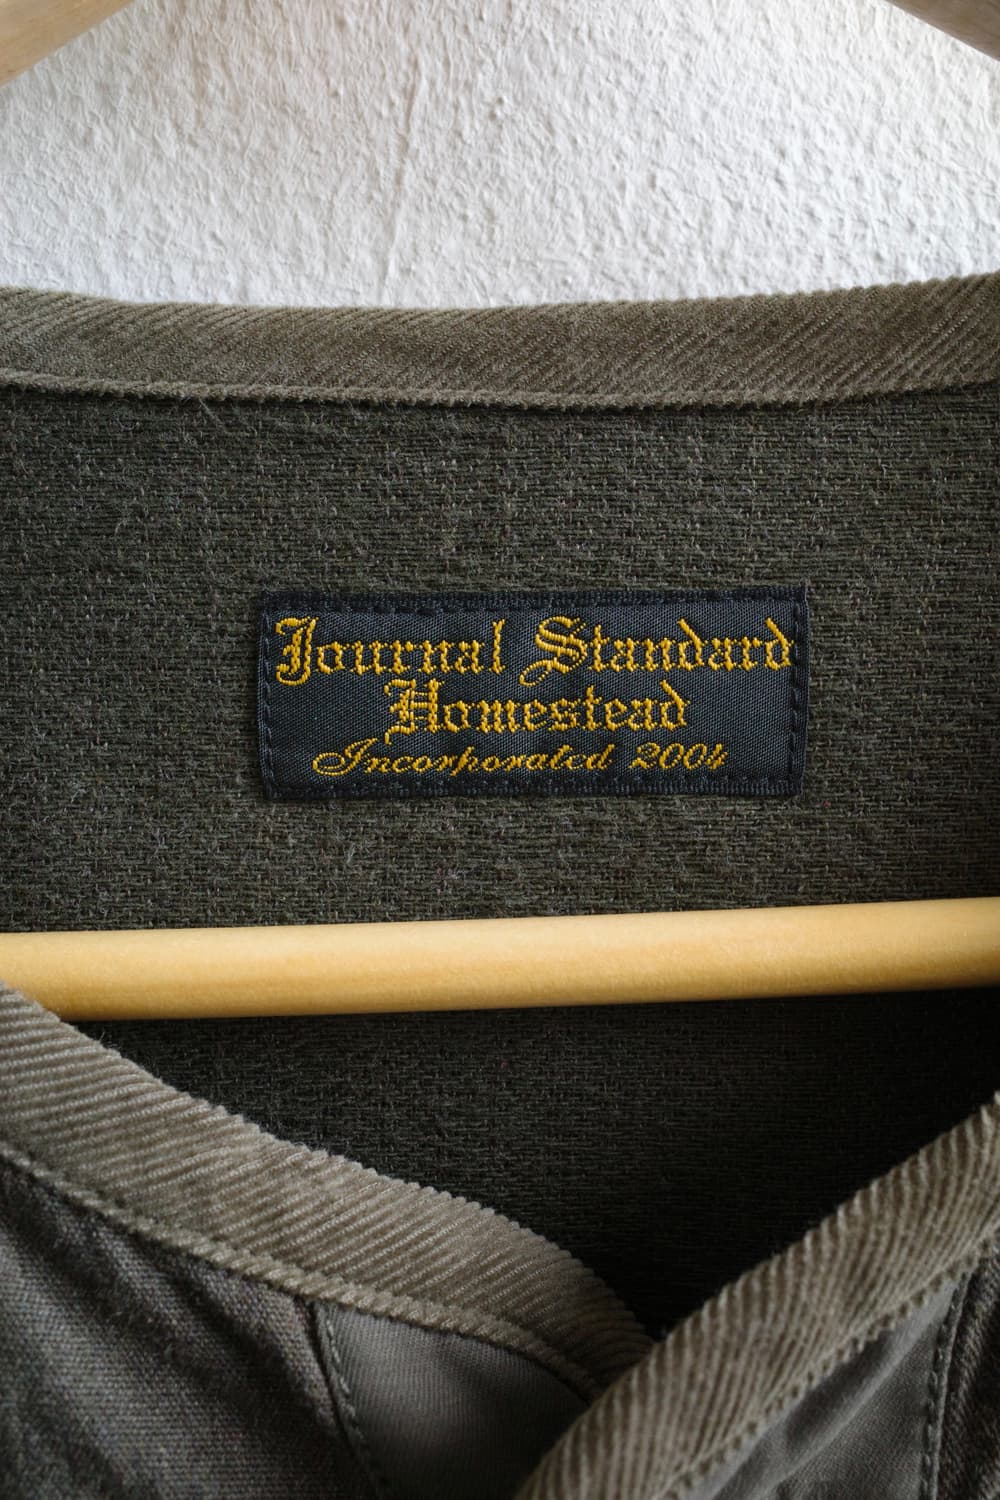 Journal Standard
Homestead
Incorporated 2004